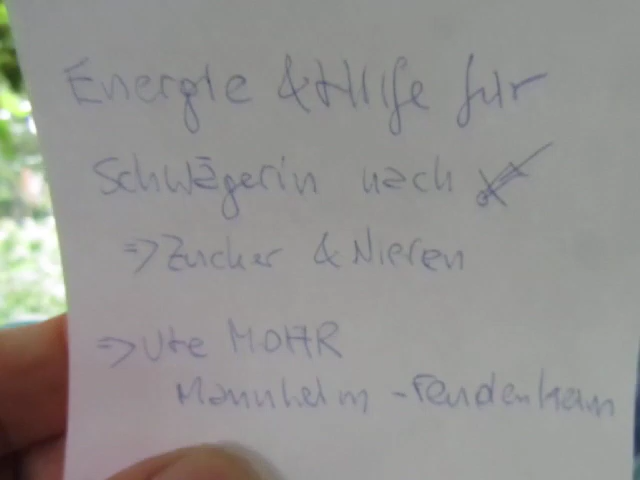 Energie & Hilfe für
Schwägerin nach
=> Zucker & Nieren
=> Ute MOHR
Mannheim - Feudenheim